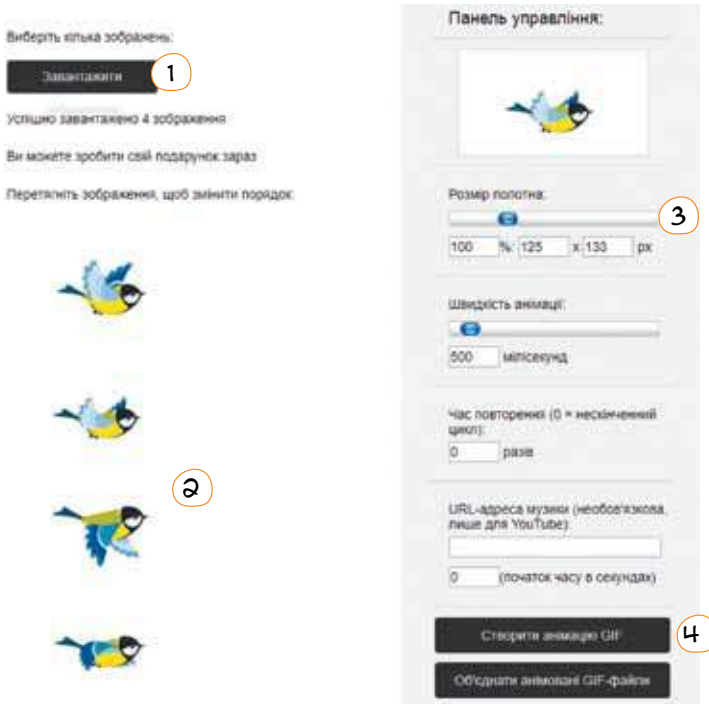 Виберіть кілька зображень:
Завантажити
1
Успішно завантажено 4 зображення
Ви можете зробити свій подарунок зараз
Перетягніть зображення, щоб змінити порядок:
2
Панель управління:
Розмір полотна:
3
100 % 125 x 133 px
Швидкість анімації:
500 мілісекунд
Час повторення (0 = нескінченний
цикл):
0 разів
URL-адреса музики (необов'язкова,
лише для YouTube):
0 (початок часу в секундах)
Створити анімацію GIF
4
Об'єднати анімовані GIF-файли